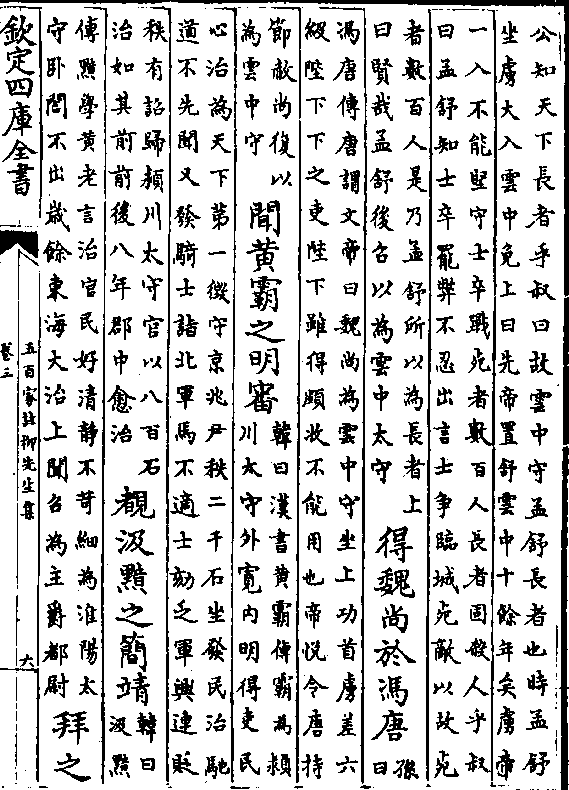 公知天下長者乎叔曰故雲中守孟舒長者也時孟舒
坐虜大入雲中免上曰先帝置舒雲中十餘年矣虜帝
一入不能堅守士卒戰死者數百人長者固殺人乎叔
曰孟舒知士卒罷弊不忍出言士争臨城死敵以故死
者數百人是乃孟舒所以為長者上
曰賢哉孟舒後召以為雲中太守
得魏尚於馮唐
孫
曰
馮唐傳唐謂文帝曰魏尚為雲中守坐上功首虜差六
級陛下下之吏陛下雖得頗牧不能用也帝悅令唐持
節赦尚復以
為雲中守
聞黄霸之明審
韓曰漢書黄霸傳霸為潁
川太守外寛内明得吏民
心治為天下第一徴守京兆尹秩二千石坐發民治馳
道不先聞又發騎士詣北軍馬不適士劾乏軍興連貶
秩有詔歸潁川太守官以八百石
治如其前前後八年郡中愈治
覩汲黯之簡靖
韓曰
汲黯
傳黯學黄老言治官民好清静不苛細為淮陽太
守卧閤不出歲餘東海大治上聞召為主爵都尉
拜之
欽定四庫全書
五百家註柳先生集
卷三
六